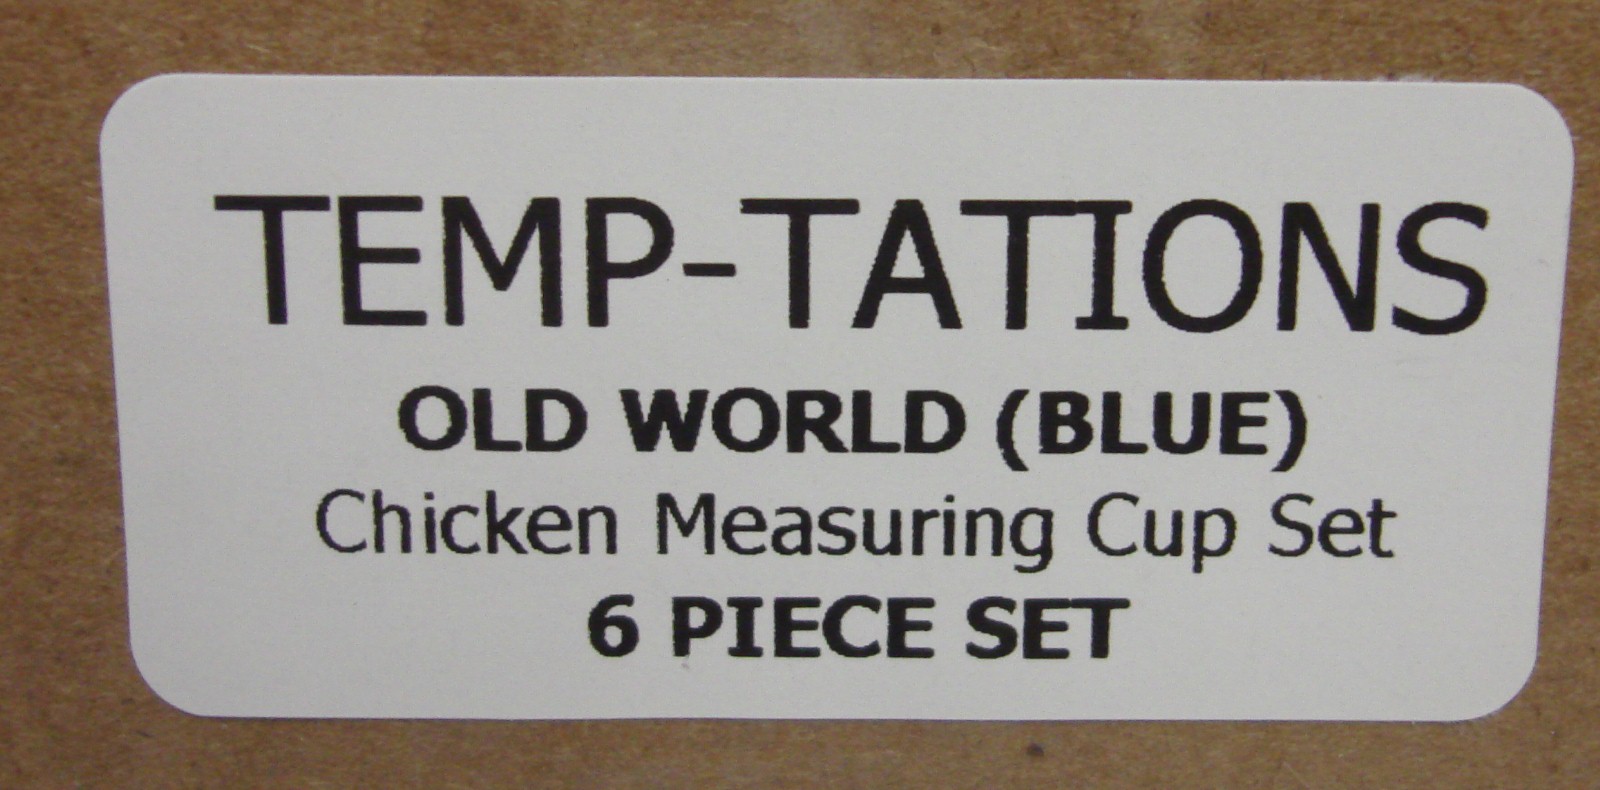 TEMP-TATIONS
OLD WORLD (BLUE)
Chicken Measuring Cup Set
6 PIECE SET